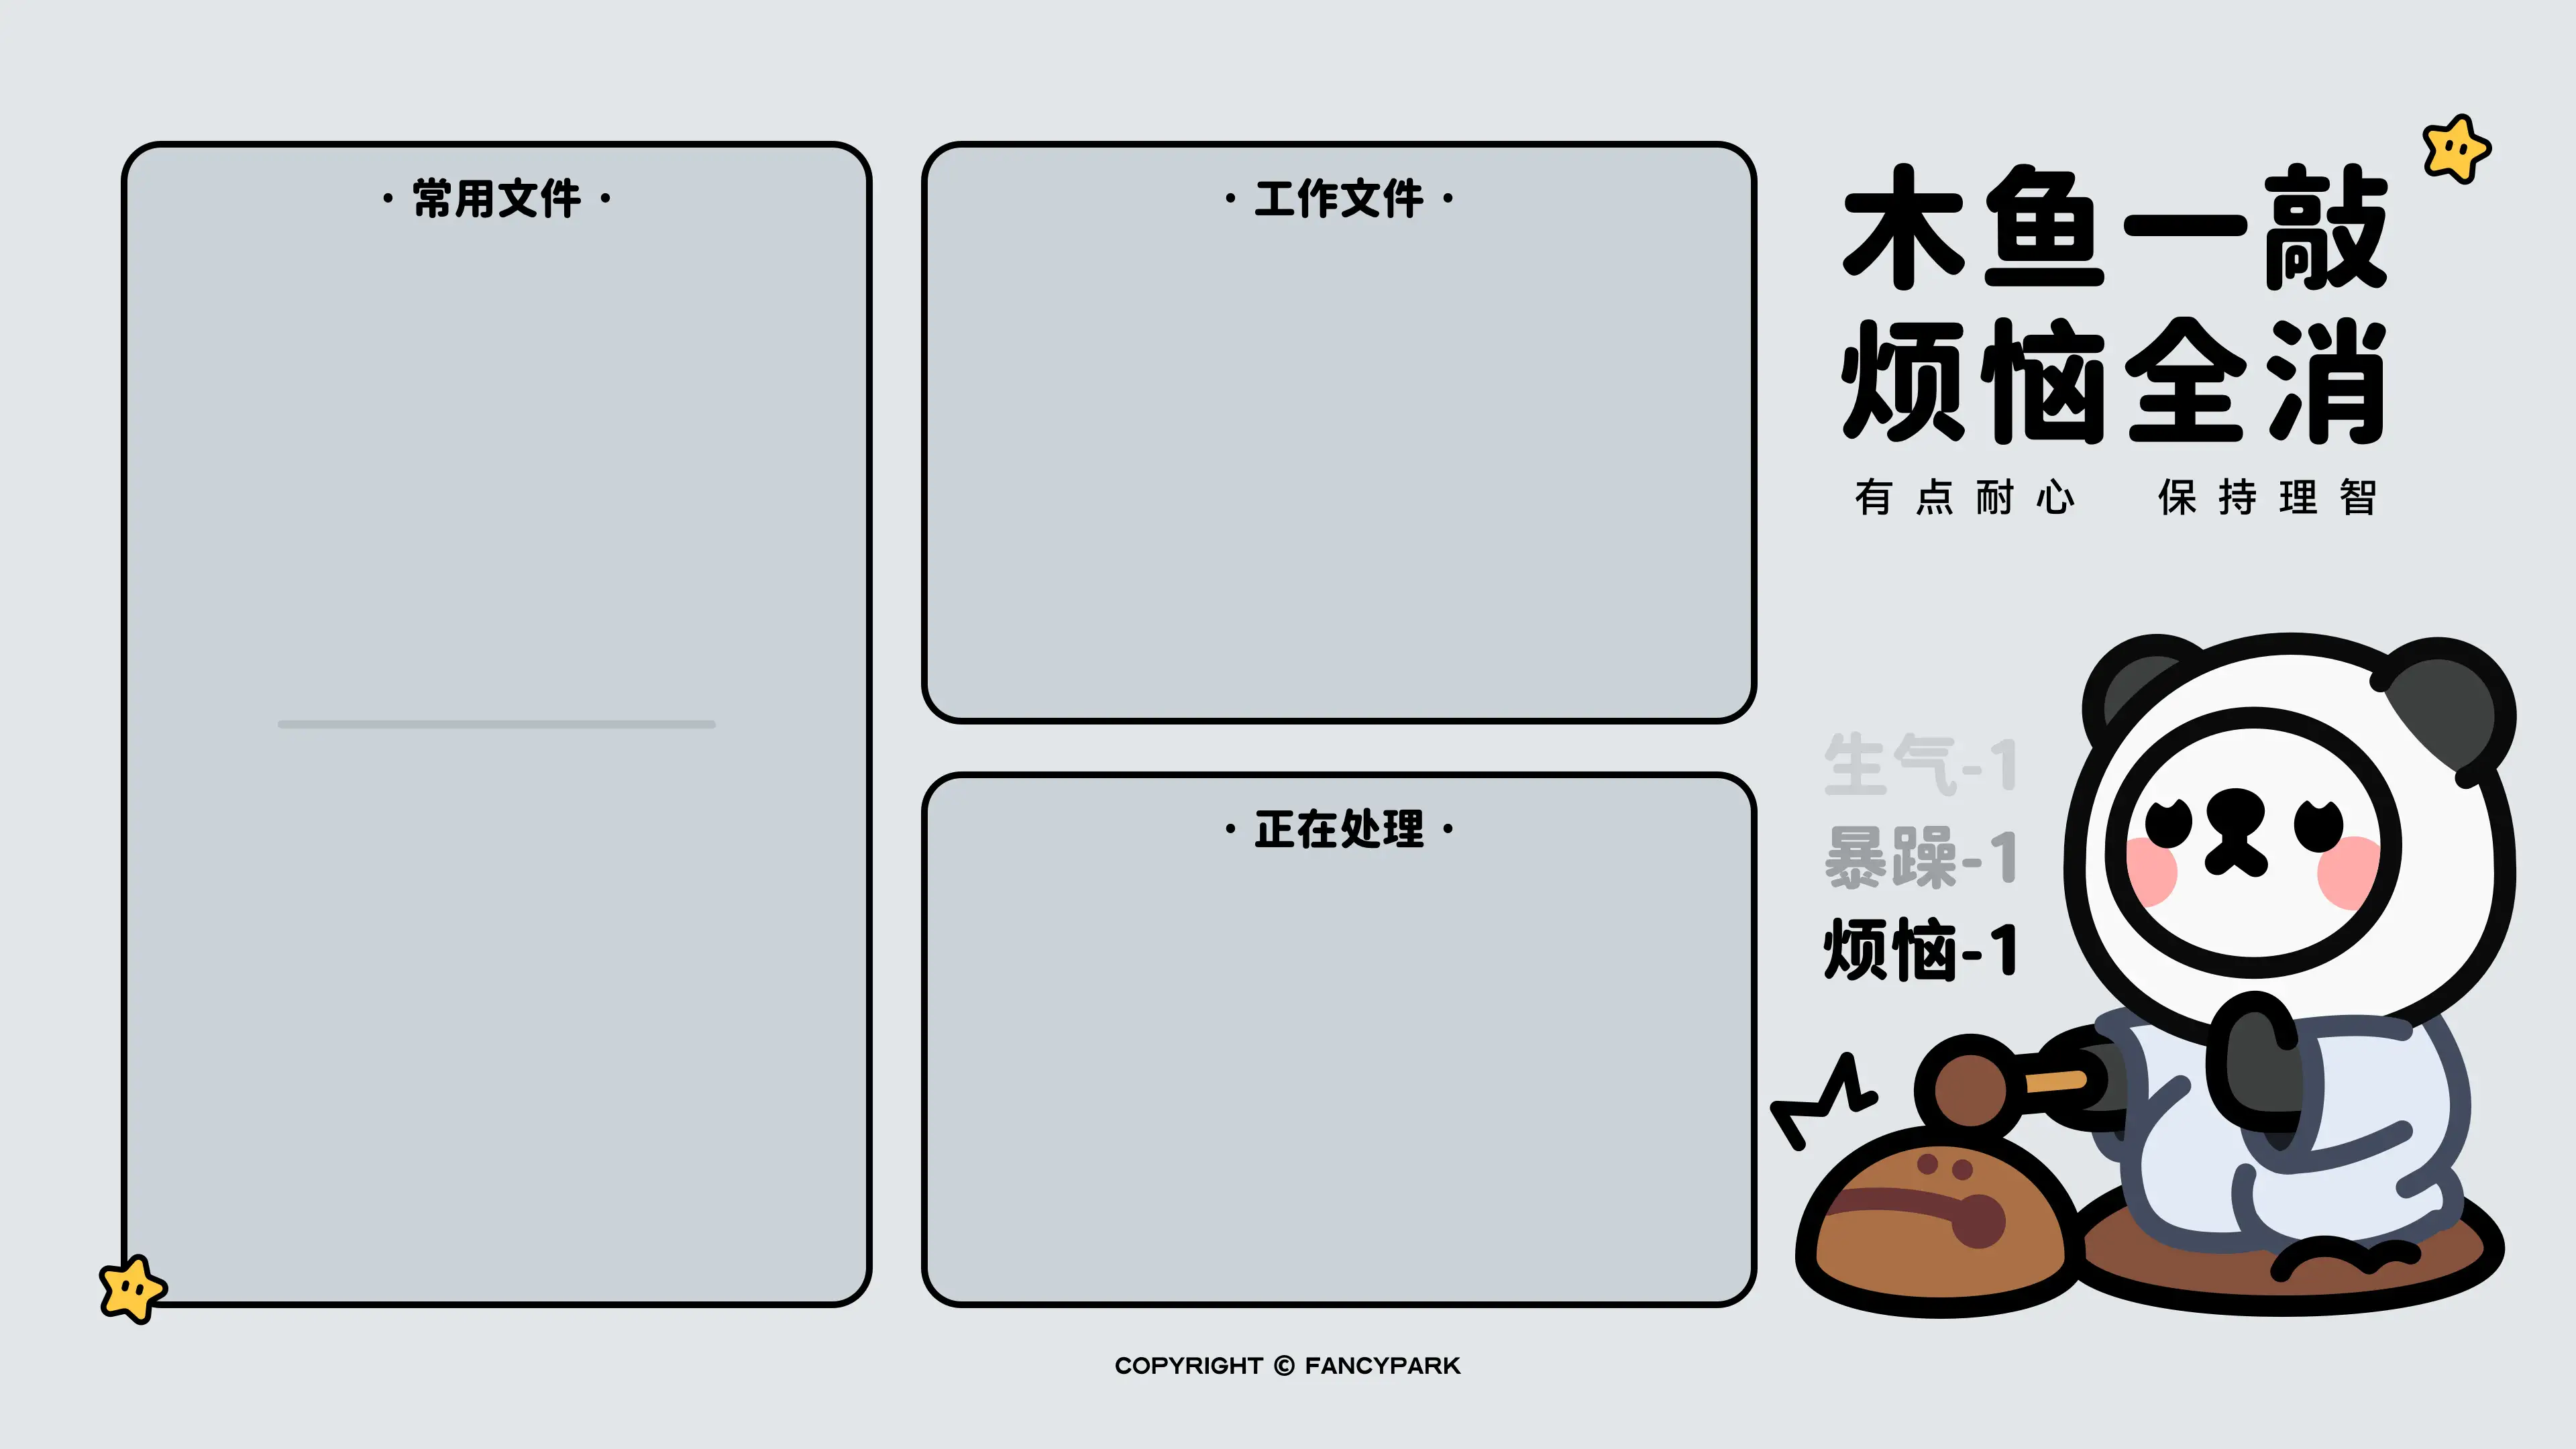 · 常用文件 ·
· 工作文件 ·
· 正在处理 ·
木鱼一敲
烦恼全消
有点耐心 保持理智
生气-1
暴躁-1
烦恼-1
COPYRIGHT © FANCYPARK